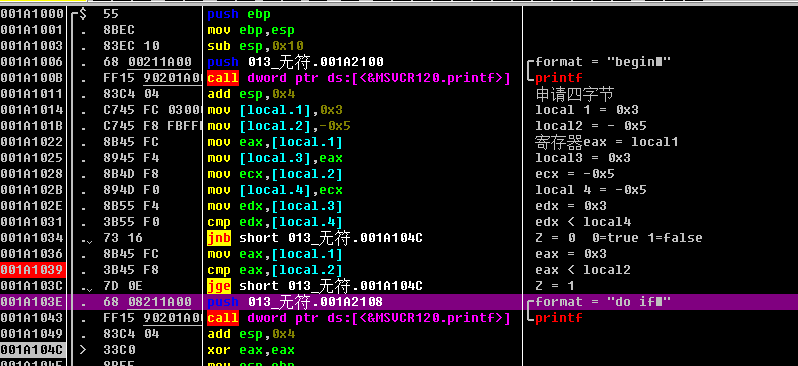 001A1000 $ 55 push ebp
001A1001 . 8BEC mov ebp,esp
001A1003 . 83EC 10 sub esp,0x10
001A1006 . 68 00211A00 push 013_无符.001A2100 format = "begin■"
001A100B . FF15 90201A0 call dword ptr ds:[<&MSVCR120.printf>] printf
001A1011 . 83C4 04 add esp,0x4 申请四字节
001A1014 . C745 FC 0300 mov [local.1],0x3 local 1 = 0x3
001A101B . C745 F8 FBFF mov [local.2],-0x5 local2 = - 0x5
001A1022 . 8B45 FC mov eax,[local.1] 寄存器eax = local1
001A1025 . 8945 F4 mov [local.3],eax local3 = 0x3
001A1028 . 8B4D F8 mov ecx,[local.2] ecx = -0x5
001A102B . 894D F0 mov [local.4],ecx local 4 = -0x5
001A102E . 8B55 F4 mov edx,[local.3] edx = 0x3
001A1031 . 3B55 F0 cmp edx,[local.4] edx < local4
001A1034 . 73 16 jnb short 013_无符.001A104C Z = 0 0=true 1=false
001A1036 . 8B45 FC mov eax,[local.1] eax = 0x3
001A1039 . 3B45 F8 cmp eax,[local.2] eax < local2
001A103C . 7D 0E jge short 013_无符.001A104C Z = 1
001A103E . 68 08211A00 push 013_无符.001A2108 format = "do if■"
001A1043 . FF15 90201A0 call dword ptr ds:[<&MSVCR120.printf>] printf
001A1049 . 83C4 04 add esp,0x4
001A104C > 33C0 xor eax,eax